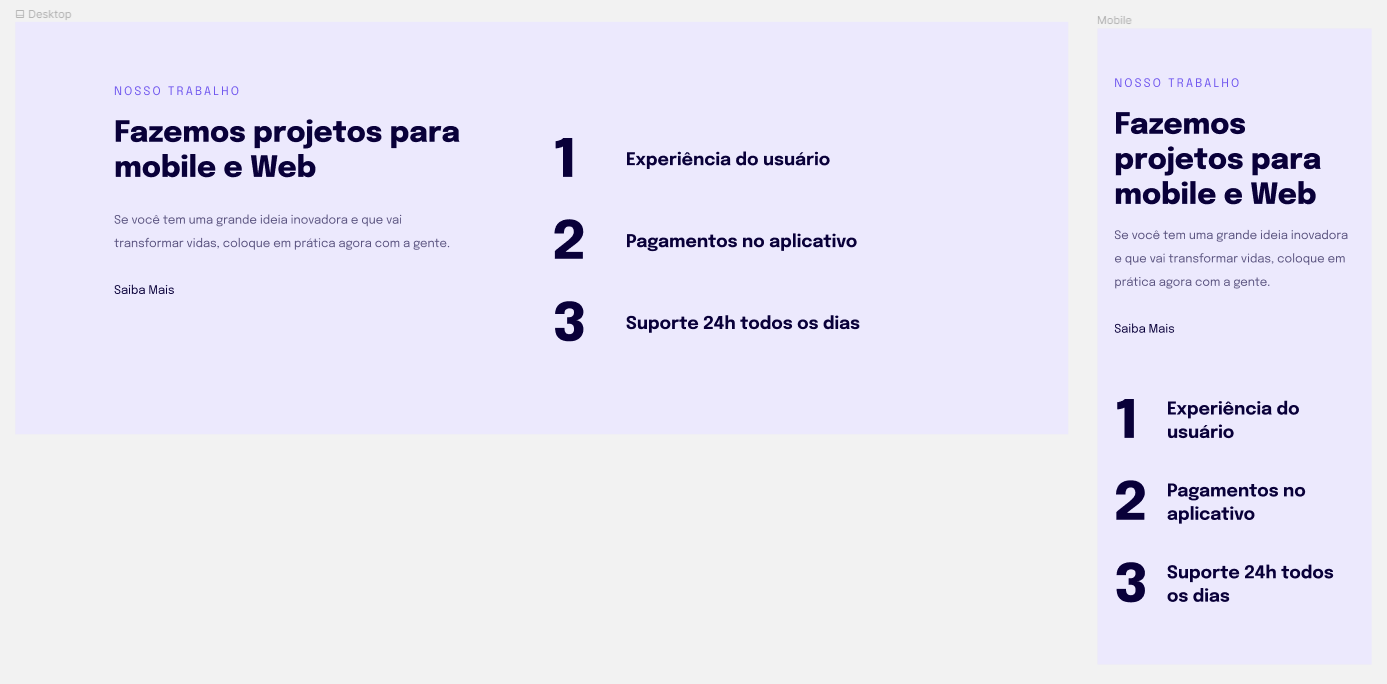 Desktop
NOSSO TRABALHO
Fazemos projetos para
mobile e Web
Se você tem uma grande ideia inovadora e que vai
transformar vidas, coloque em prática agora com a gente.
Saiba Mais
1 Experiência do usuário
2 Pagamentos no aplicativo
3 Suporte 24h todos os dias
Mobile
NOSSO TRABALHO
Fazemos
projetos para
mobile e Web
Se você tem uma grande ideia inovadora
e que vai transformar vidas, coloque em
prática agora com a gente.
Saiba Mais
1 Experiência do
usuário
2 Pagamentos no
aplicativo
3 Suporte 24h todos
os dias